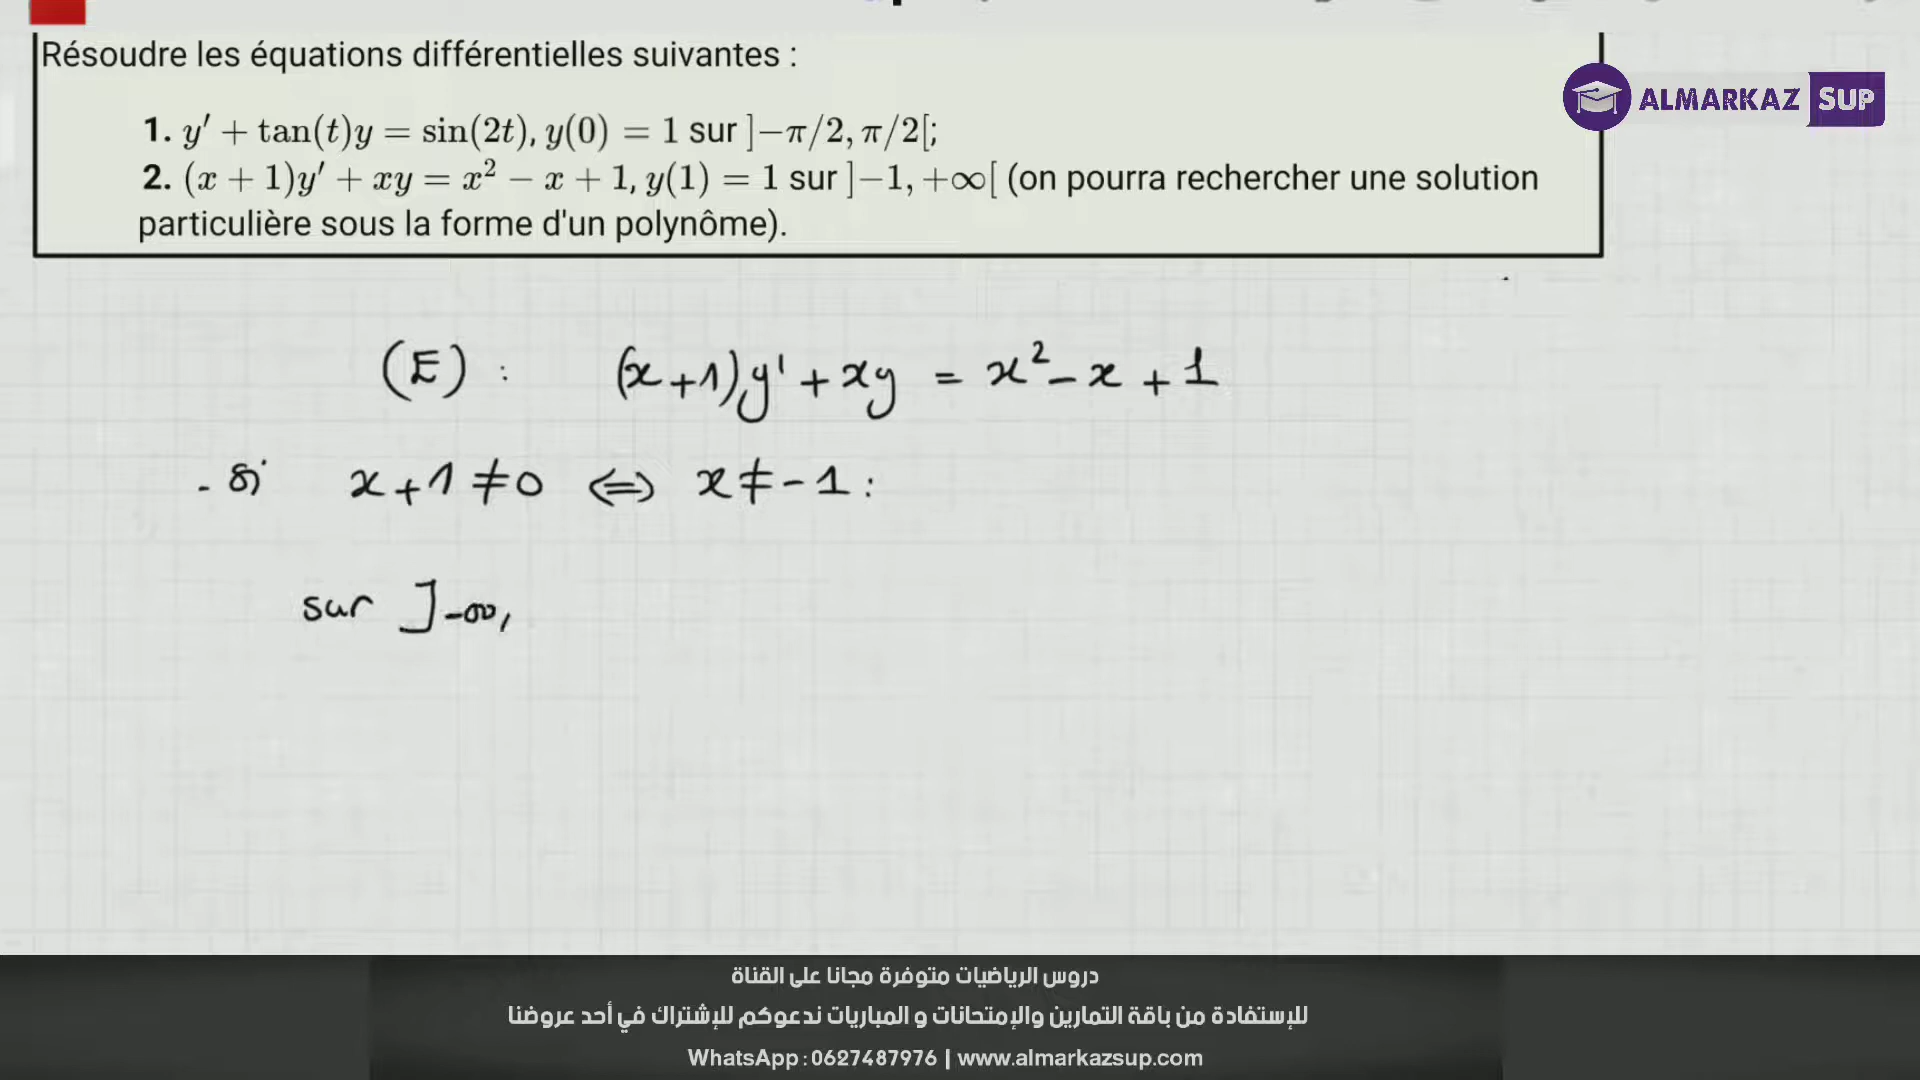 Résoudre les équations différentielles suivantes :
ALMARKAZ SUP
1. y′ + tan(t)y = sin(2t), y(0) = 1 sur ]−π/2, π/2[;
2. (x + 1)y′ + xy = x² − x + 1, y(1) = 1 sur ]−1, +∞[ (on pourra rechercher une solution
particulière sous la forme d'un polynôme).
(E) : (x+1)y' + xy = x² - x + 1
- si x+1≠0 ⇔ x≠-1 :
sur ]-∞,
دروس الرياضيات متوفرة مجانا على القناة
للإستفادة من باقة التمارين والإمتحانات و المباريات ندعوكم للإشتراك في أحد عروضنا
WhatsApp : 0627487976 | www.almarkazsup.com